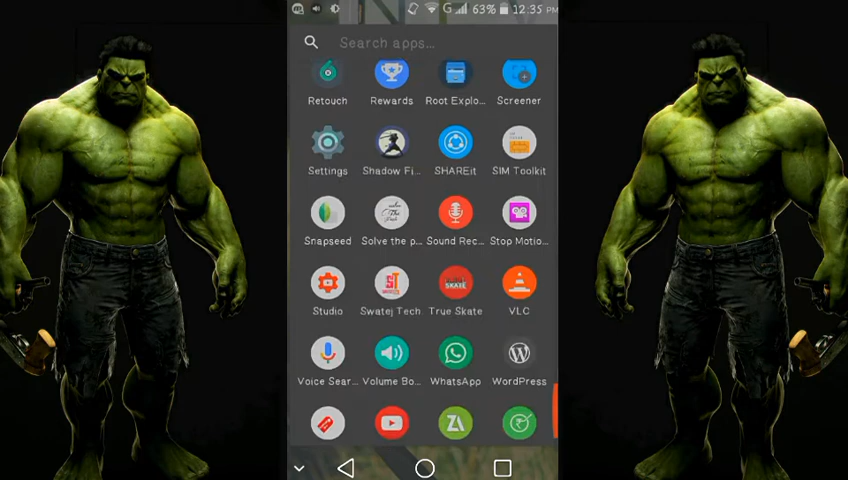 G 63% 12:35 PM
Search apps...
Retouch Rewards Root Explo... Screener
Settings Shadow Fi... SHAREit SIM Toolkit
Snapseed Solve the p... Sound Rec... Stop Motio...
Studio Swatej Tech True Skate VLC
Voice Sear... Volume Bo... WhatsApp WordPress